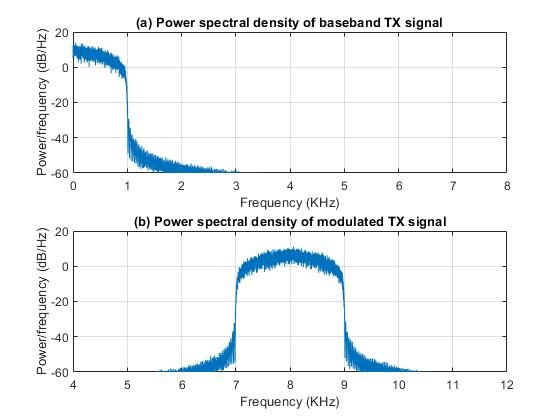 (a) Power spectral density of baseband TX signal
Power/frequency (dB/Hz)
20
0
-20
-40
-60
0 1 2 3 4 5 6 7 8
Frequency (KHz)
(b) Power spectral density of modulated TX signal
Power/frequency (dB/Hz)
20
0
-20
-40
-60
4 5 6 7 8 9 10 11 12
Frequency (KHz)